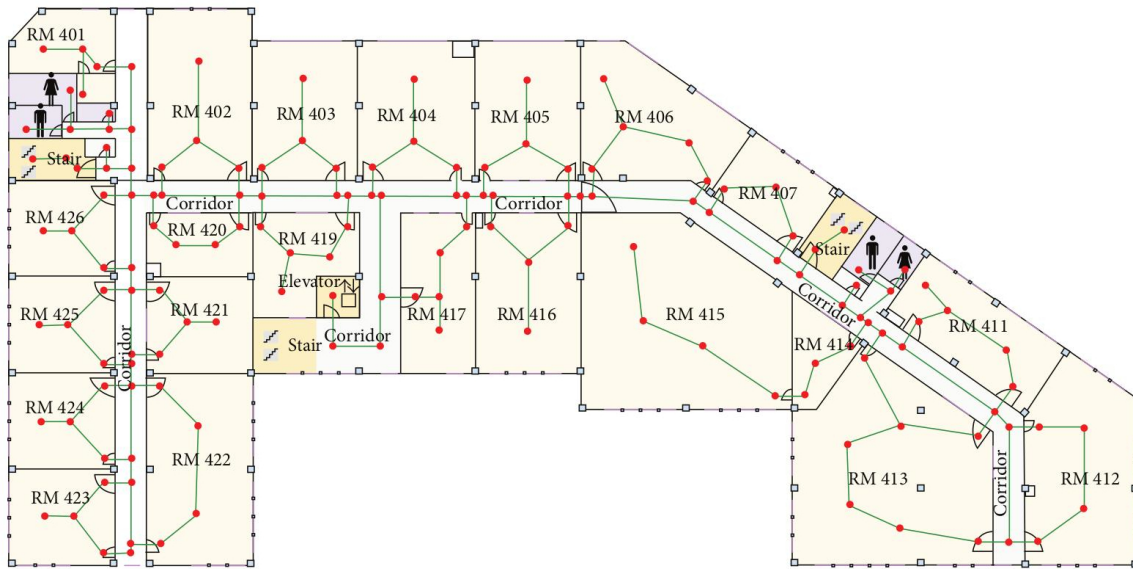 RM 401
RM 402
RM 403
RM 404
RM 405
RM 406
Stair
RM 407
Corridor
Corridor
RM 426
RM 420
RM 419
Stair
Elevator
Corridor
RM 425
RM 421
RM 417
RM 416
RM 415
RM 411
Corridor
Stair
Corridor
RM 414
RM 424
RM 422
RM 423
RM 413
Corridor
RM 412